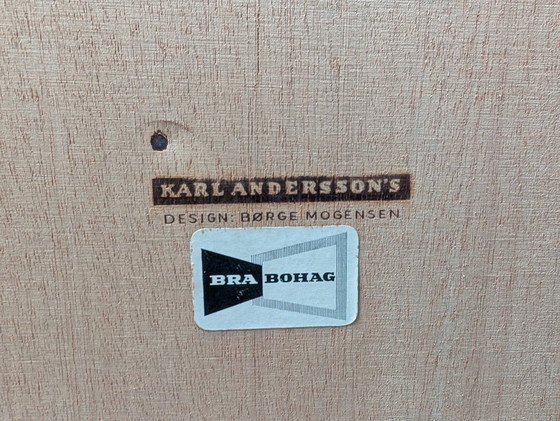 KARL ANDERSSON'S
DESIGN: BØRGE MOGENSEN
BRA BOHAG